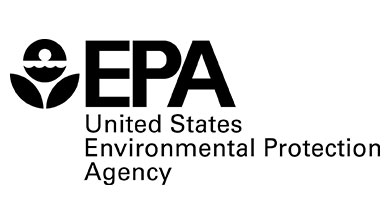 EPA
United States
Environmental Protection
Agency